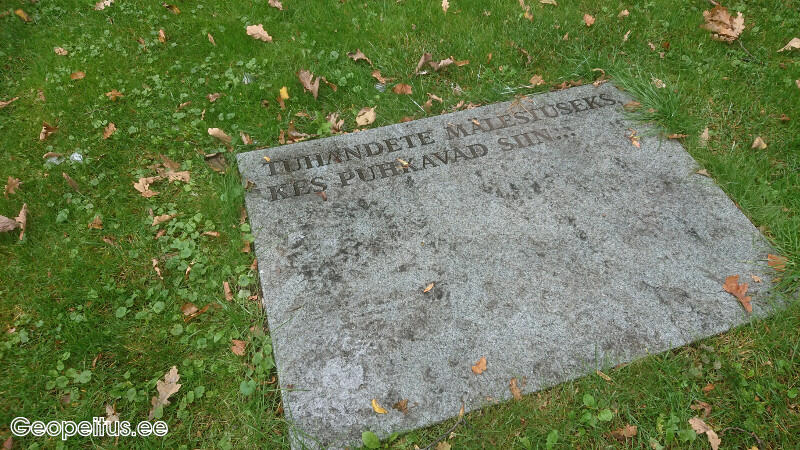 TUHANDETE MÄLESTUSEKS,
KES PUHKAVAD SIIN...
Geopeitus.ee